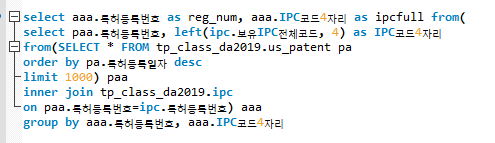 select aaa.특허등록번호 as reg_num, aaa.IPC코드4자리 as ipcfull from(
select paa.특허등록번호, left(ipc.보유IPC전체코드, 4) as IPC코드4자리
from(SELECT * FROM tp_class_da2019.us_patent pa
order by pa.특허등록일자 desc
limit 1000) paa
inner join tp_class_da2019.ipc
on paa.특허등록번호=ipc.특허등록번호) aaa
group by aaa.특허등록번호, aaa.IPC코드4자리